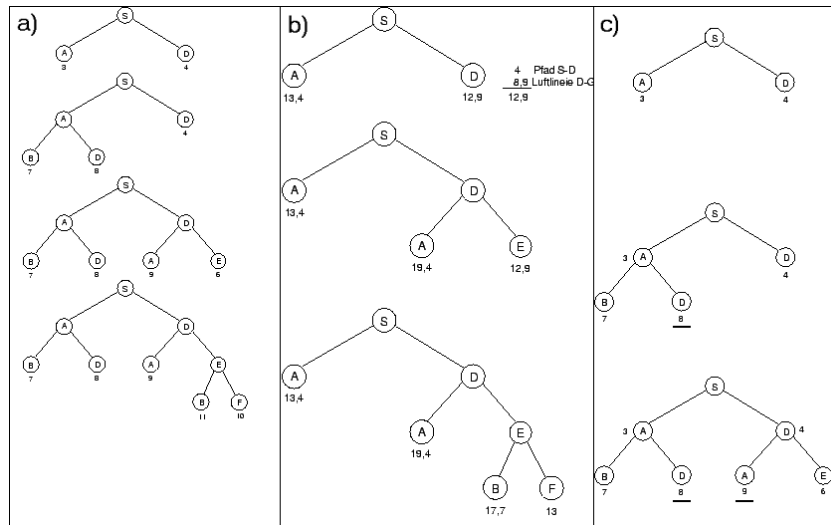 a)
S
A D
3 4
S
A D
4
B D
7 8
S
A D
B D A E
7 8 9 6
S
A D
B D A E
7 8 9
B F
11 10
b)
S
A D
13,4 12,9
4 Pfad S-D
8,9 Luftlineie D-G
12,9
S
A D
13,4
A E
19,4 12,9
S
A D
13,4
A E
19,4
B F
17,7 13
c)
S
A D
3 4
S
3 A D
4
B D
7 8
S
3 A D 4
B D A E
7 8 9 6